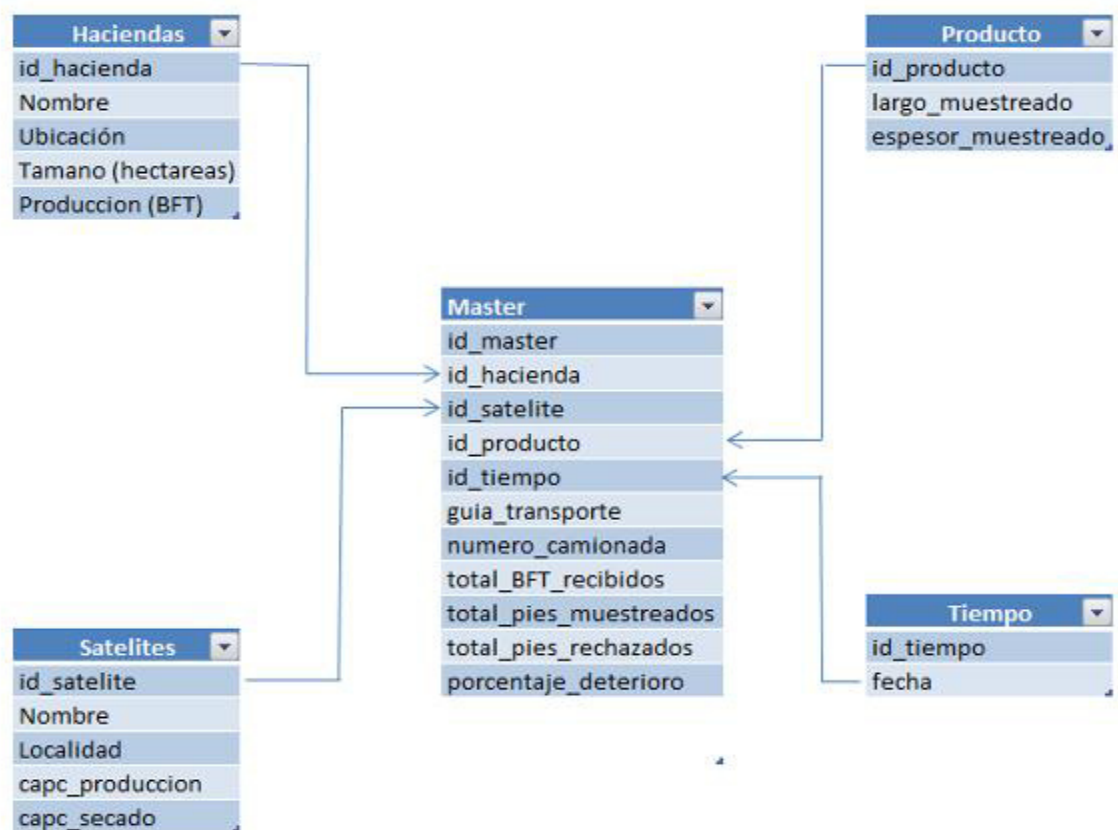 Haciendas
id_hacienda
Nombre
Ubicación
Tamano (hectareas)
Produccion (BFT)
Producto
id_producto
largo_muestreado
espesor_muestreado
Master
id_master
id_hacienda
id_satelite
id_producto
id_tiempo
guia_transporte
numero_camionada
total_BFT_recibidos
total_pies_muestreados
total_pies_rechazados
porcentaje_deterioro
Satelites
id_satelite
Nombre
Localidad
capc_produccion
capc_secado
Tiempo
id_tiempo
fecha